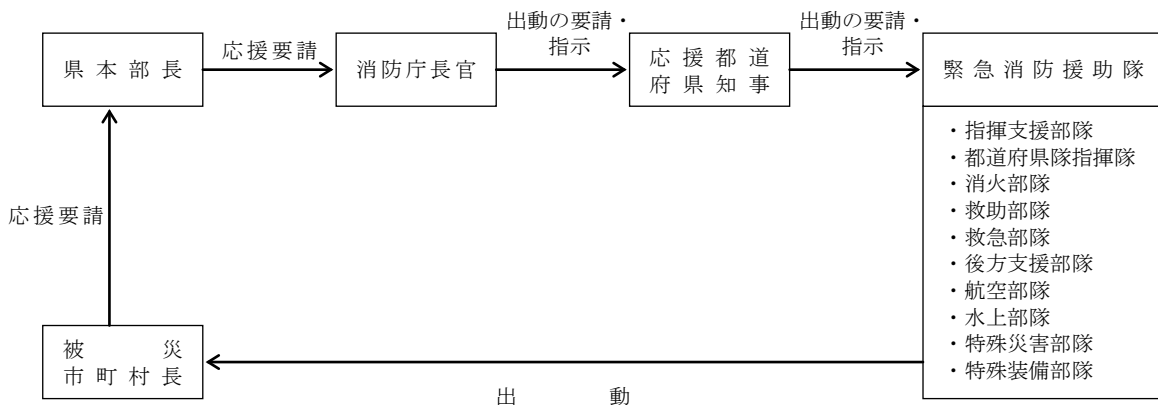 出動の要請・
指示
出動の要請・
指示
応援要請
県本部長
消防庁長官
応援都道
府県知事
緊急消防援助隊
・指揮支援部隊
・都道府県隊指揮隊
・消火部隊
・救助部隊
・救急部隊
・後方支援部隊
・航空部隊
・水上部隊
・特殊災害部隊
・特殊装備部隊
応援要請
被災
市町村長
出動